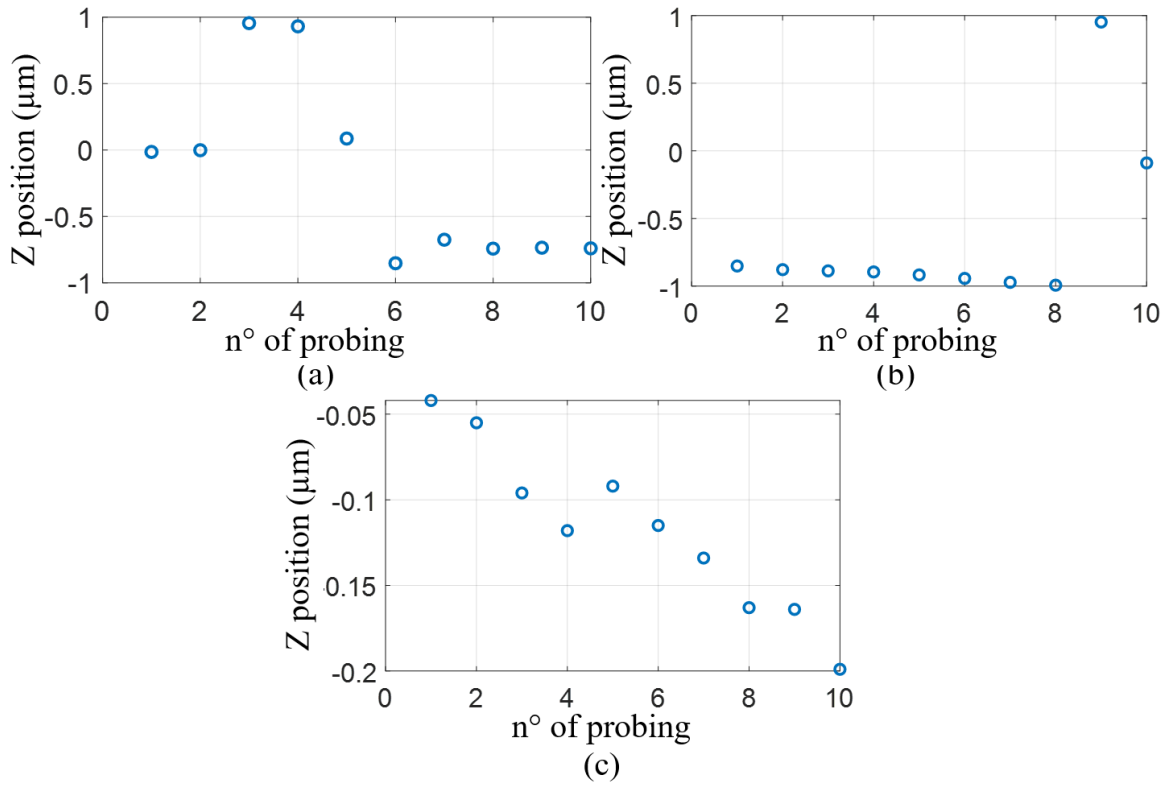 1
0.5
0
-0.5
-1
0 2 4 6 8 10
Z position (μm)
n° of probing
(a)
1
0.5
0
-0.5
-1
0 2 4 6 8 10
Z position (μm)
n° of probing
(b)
-0.05
-0.1
0.15
-0.2
0 2 4 6 8 10
Z position (μm)
n° of probing
(c)